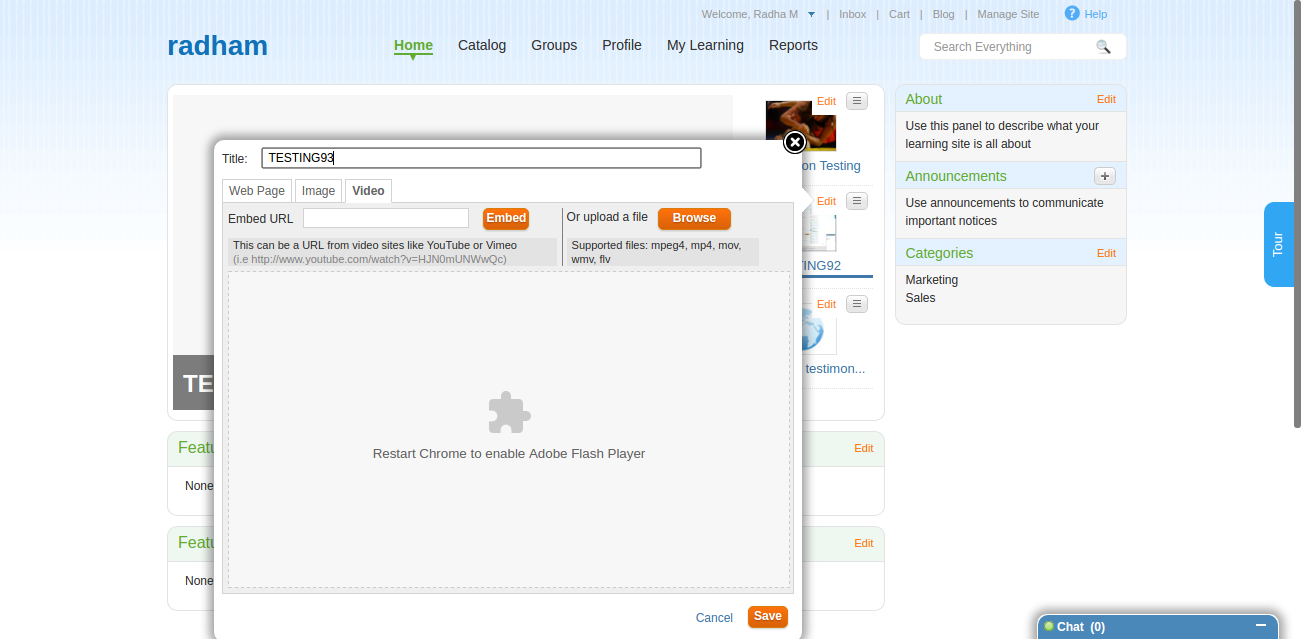 Welcome, Radha M | Inbox | Cart | Blog | Manage Site ? Help
radham
Home Catalog Groups Profile My Learning Reports
Search Everything
Edit
on Testing
Edit
ING92
Edit
testimon...
TE
Title: TESTING93
Web Page Image Video
Embed URL Embed
This can be a URL from video sites like YouTube or Vimeo
(i.e http://www.youtube.com/watch?v=HJN0mUNWwQc)
Or upload a file Browse
Supported files: mpeg4, mp4, mov,
wmv, flv
Restart Chrome to enable Adobe Flash Player
Cancel Save
Featu
Edit
None
Featu
Edit
None
About Edit
Use this panel to describe what your
learning site is all about
Announcements +
Use announcements to communicate
important notices
Categories Edit
Marketing
Sales
Tour
Chat (0)